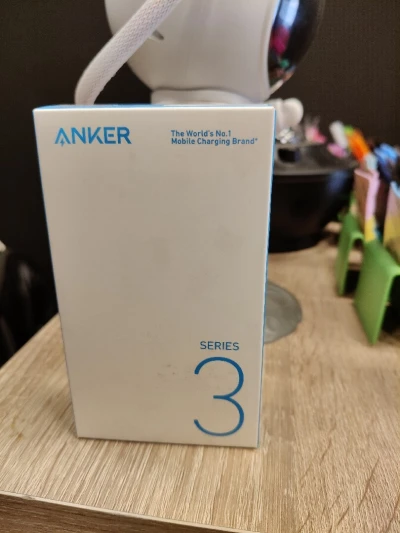 ANKER
The World's No.1
Mobile Charging Brand*
SERIES
3